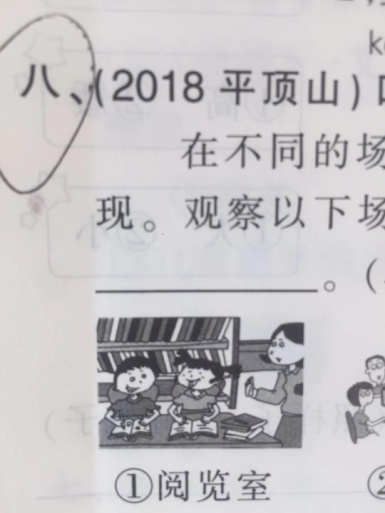 八、(2018 平顶山)
在不同的场
现。观察以下场
。(
①阅览室